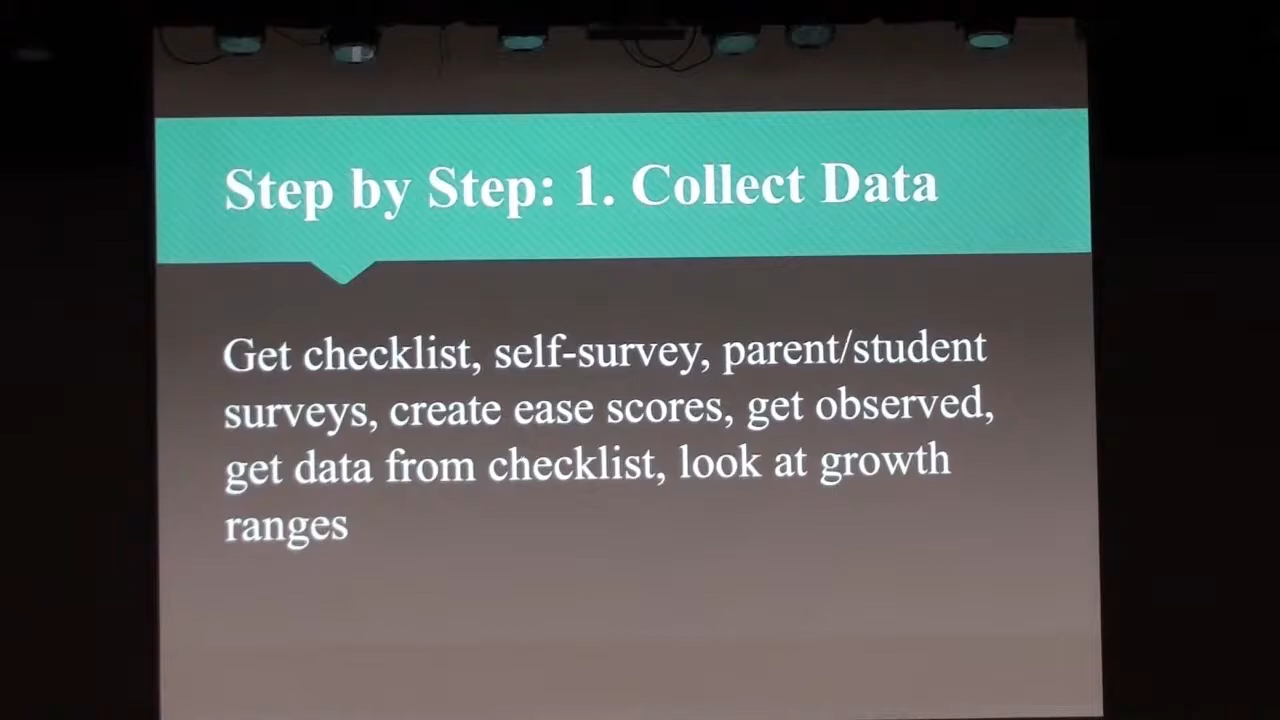 Step by Step: 1. Collect Data
Get checklist, self-survey, parent/student
surveys, create ease scores, get observed,
get data from checklist, look at growth
ranges